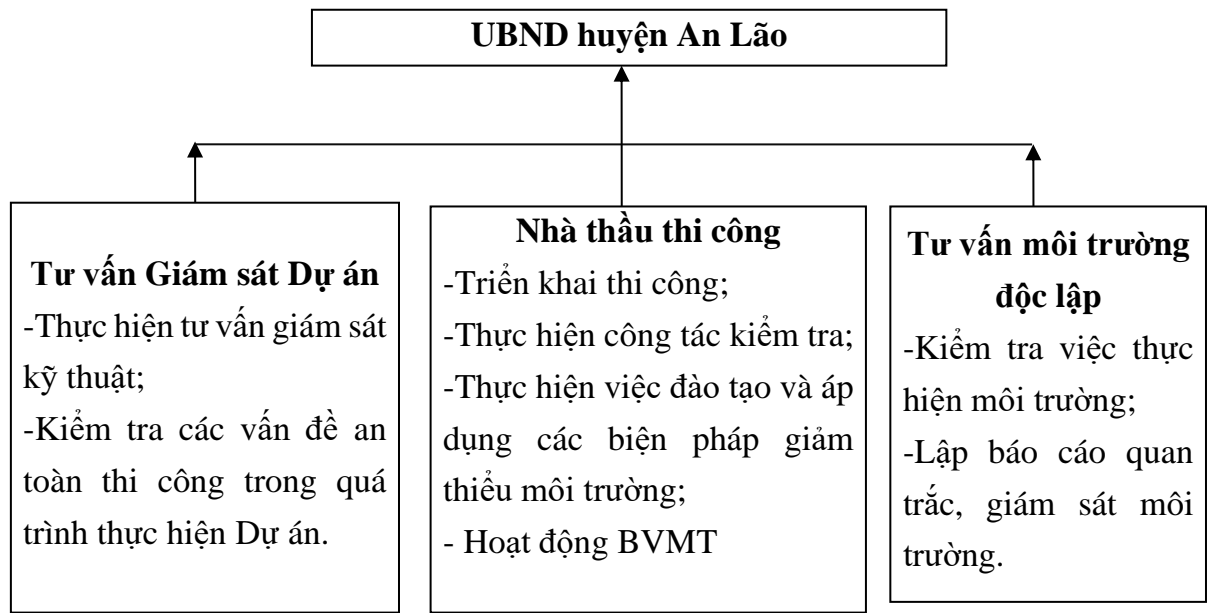 UBND huyện An Lão
Tư vấn Giám sát Dự án
-Thực hiện tư vấn giám sát
kỹ thuật;
-Kiểm tra các vấn đề an
toàn thi công trong quá
trình thực hiện Dự án.
Nhà thầu thi công
-Triển khai thi công;
-Thực hiện công tác kiểm tra;
-Thực hiện việc đào tạo và áp
dụng các biện pháp giảm
thiểu môi trường;
- Hoạt động BVMT
Tư vấn môi trường
độc lập
-Kiểm tra việc thực
hiện môi trường;
-Lập báo cáo quan
trắc, giám sát môi
trường.